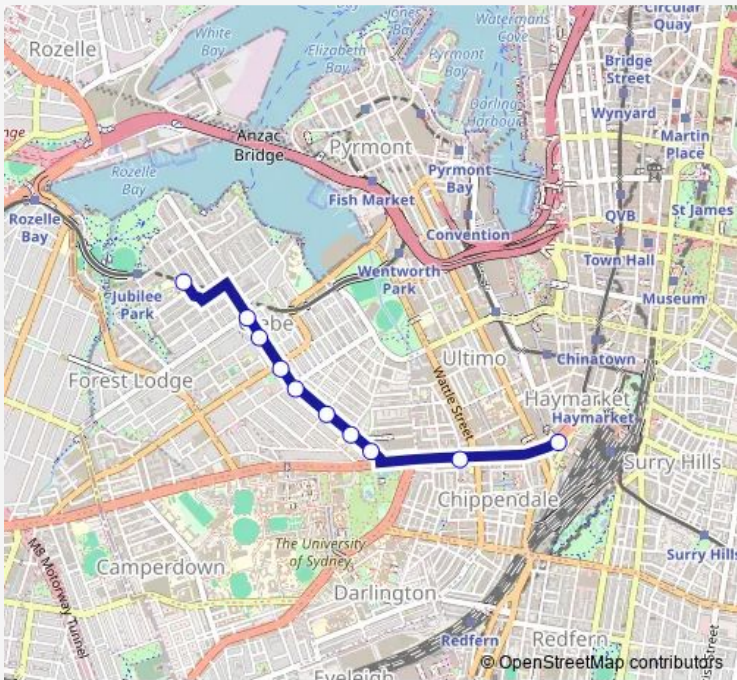 Circular
Quay
Jones
Bay
Watermans
Cove
White
Bay
Rozelle
Elizabeth
Bay
Pyrmont
Bay
Bridge
Street
Darling
Harbour
Wynyard
Anzac
Bridge
Martin
Place
Pyrmont
Rozelle
Bay
Pyrmont
Bay
Fish Market
QVB
St James
Rozelle
Bay
Convention
Town Hall
Wentworth
Park
Jubilee
Park
Museum
Ultimo
Chinatown
Forest Lodge
Wattle Street
Haymarket
Haymarket
Surry Hills
Chippendale
The University
of Sydney
M8 Motorway Tunnel
Camperdown
Surry Hills
Darlington
Redfern
Redfern
Eveleigh
© OpenStreetMap contributors